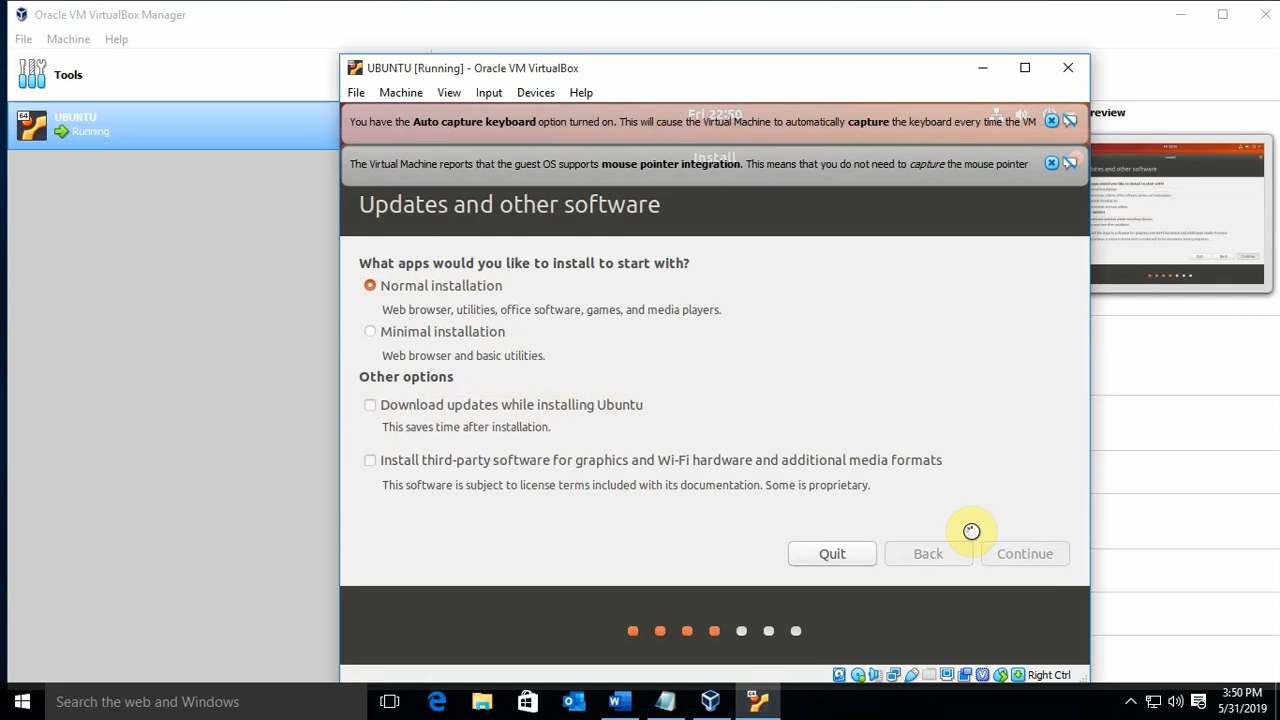 Oracle VM VirtualBox Manager
File Machine Help
Tools
UBUNTU
64
Running
UBUNTU [Running] - Oracle VM VirtualBox
File Machine View Input Devices Help
Fri 22:50
You have the Auto capture keyboard option turned on. This will cause the Virtual Machine to automatically capture the keyboard every time the VM
Install
The Virtual Machine reports that the guest OS supports mouse pointer integration. This means that you do not need to capture the mouse pointer
Updates and other software
What apps would you like to install to start with?
Normal installation
Web browser, utilities, office software, games, and media players.
Minimal installation
Web browser and basic utilities.
Other options
Download updates while installing Ubuntu
This saves time after installation.
Install third-party software for graphics and Wi-Fi hardware and additional media formats
This software is subject to license terms included with its documentation. Some is proprietary.
Quit Back Continue
Right Ctrl
review
Search the web and Windows
3:50 PM
5/31/2019